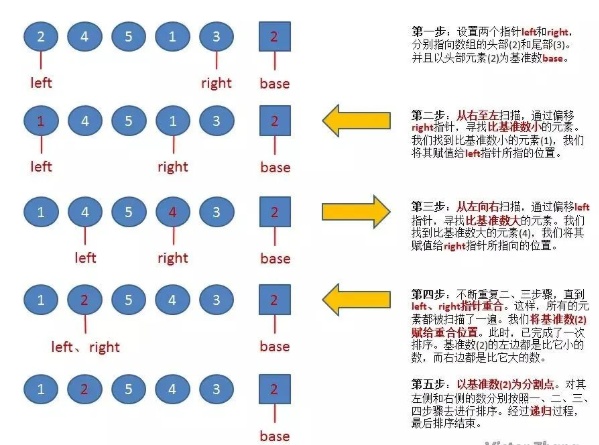 2 4 5 1 3 2
left right base
第一步：设置两个指针left和right，
分别指向数组的头部(2)和尾部(3)。
并且以头部元素(2)为基准数base。
1 4 5 1 3 2
left right base
第二步：从右至左扫描，通过偏移
right指针，寻找比基准数小的元素。
我们找到比基准数小的元素(1)，我们
将其赋值给left指针所指的位置。
1 4 5 4 3 2
left right base
第三步：从左向右扫描，通过偏移left
指针，寻找比基准数大的元素。我们
找到比基准数大的元素(4)，我们将其
赋值给right指针所指向的位置。
1 2 5 4 3 2
left、right base
第四步：不断重复二、三步骤，直到
left、right指针重合。这样，所有的元
素都被扫描了一遍。我们将基准数(2)
赋给重合位置。此时，已完成了一次
排序。基准数(2)的左边都是比它小的
数，而右边都是比它大的数。
1 2 5 4 3 2
base
第五步：以基准数(2)为分割点。对其
左侧和右侧的数分别按照一、二、三、
四步骤去进行排序。经过递归过程，
最后排序结束。